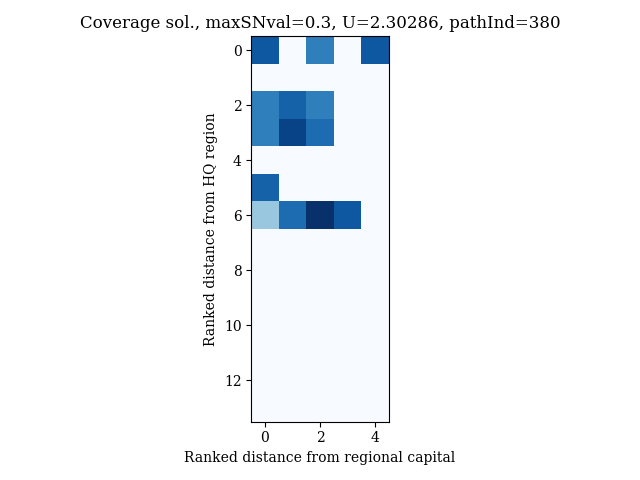 Coverage sol., maxSNval=0.3, U=2.30286, pathInd=380
Ranked distance from HQ region
0
2
4
6
8
10
12
0 2 4
Ranked distance from regional capital